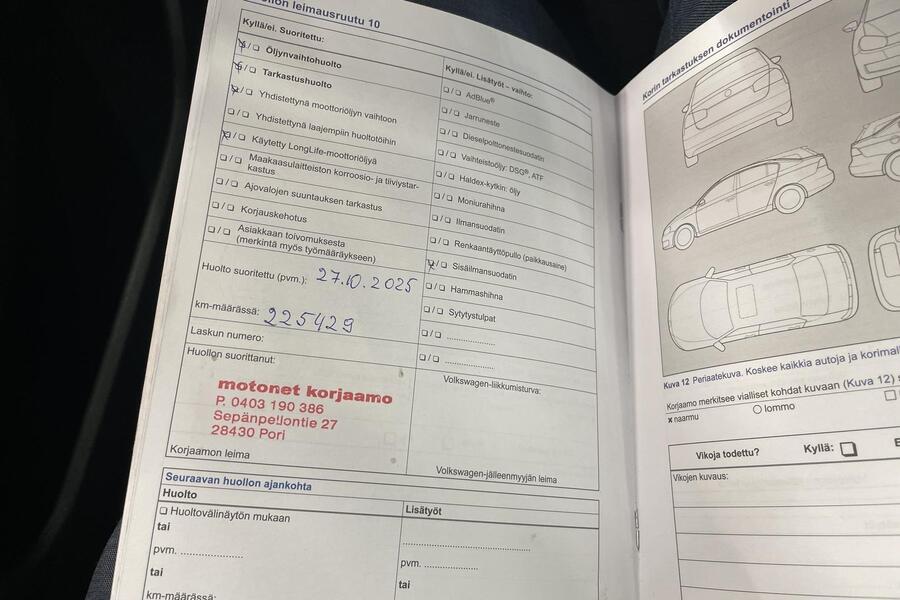 llon leimausruutu 10
Kyllä/ei. Suoritettu:
☒/❏ Öljynvaihtohuolto
☒/❏ Tarkastushuolto
☒/❏ Yhdistettynä moottoriöljyn vaihtoon
❏/❏ Yhdistettynä laajempiin huoltotöihin
☒/❏ Käytetty LongLife-moottoriöljyä
❏/❏ Maakaasulaitteiston korroosio- ja tiiviystar-
kastus
❏/❏ Ajovalojen suuntauksen tarkastus
❏/❏ Korjauskehotus
❏/❏ Asiakkaan toivomuksesta
(merkintä myös työmääräykseen)
Huolto suoritettu (pvm.): 27.10.2025
km-määrässä: 225429
Laskun numero:
Huollon suorittanut:
motonet korjaamo
P. 0403 190 386
Sepänpellontie 27
28430 Pori
Korjaamon leima
Kyllä/ei. Lisätyöt – vaihto:
❏/❏ AdBlue®
❏/❏ Jarruneste
❏/❏ Dieselpolttonestesuodatin
❏/❏ Vaihteistoöljy: DSG®, ATF
❏/❏ Haldex-kytkin: öljy
❏/❏ Moniurahihna
❏/❏ Ilmansuodatin
❏/❏ Renkaantäyttöpullo (paikkausaine)
☒/❏ Sisäilmansuodatin
❏/❏ Hammashihna
❏/❏ Sytytystulpat
❏/❏ ..................
❏/❏ ..................
Volkswagen-liikkumisturva:
Volkswagen-jälleenmyyjän leima
Seuraavan huollon ajankohta
Huolto
❏ Huoltovälinäytön mukaan
tai
pvm. ..................
tai
km-määrässä:
Lisätyöt
..................
pvm. ..................
tai
Korin tarkastuksen dokumentointi
Kuva 12 Periaatekuva. Koskee kaikkia autoja ja korimal
Korjaamo merkitsee vialliset kohdat kuvaan (Kuva 12) s
x naarmu
O lommo
Vikoja todettu? Kyllä: ❏ E
Vikojen kuvaus: